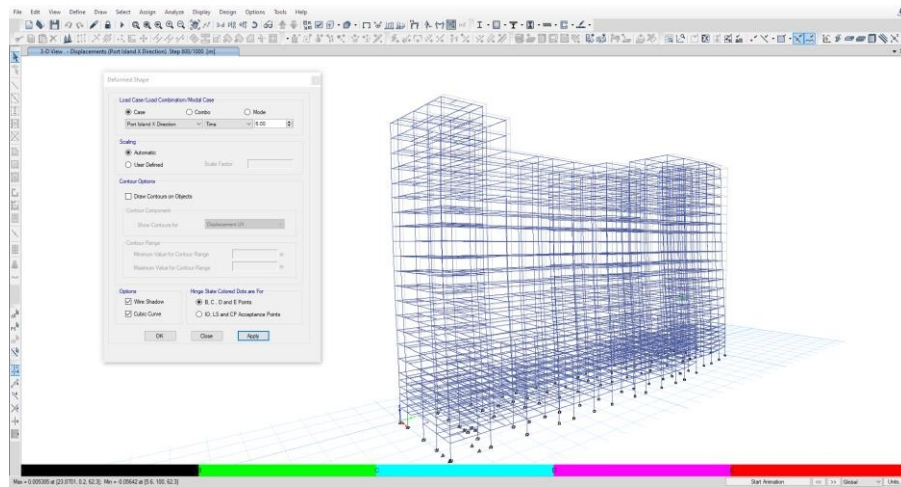 File Edit View Define Draw Select Assign Analyze Display Design Options Tools Help
3-D View - Displacements (Port Island X Direction) Step 600/1000 [m]
Deformed Shape
Load Case/Load Combination/Modal Case
Case Combo Mode
Port Island X Direction Time 6.00
Scaling
Automatic
User Defined Scale Factor
Contour Options
Draw Contours on Objects
Contour Component
Show Contours for Displacement
Contour Range
Minimum Value for Contour Range m
Maximum Value for Contour Range m
Options Hinge State Colored Dots are For
Wire Shadow B, C, D and E Points
Cubic Curve IO, LS and CP Acceptance Points
OK Close Apply
Start Animation << >> Global Units